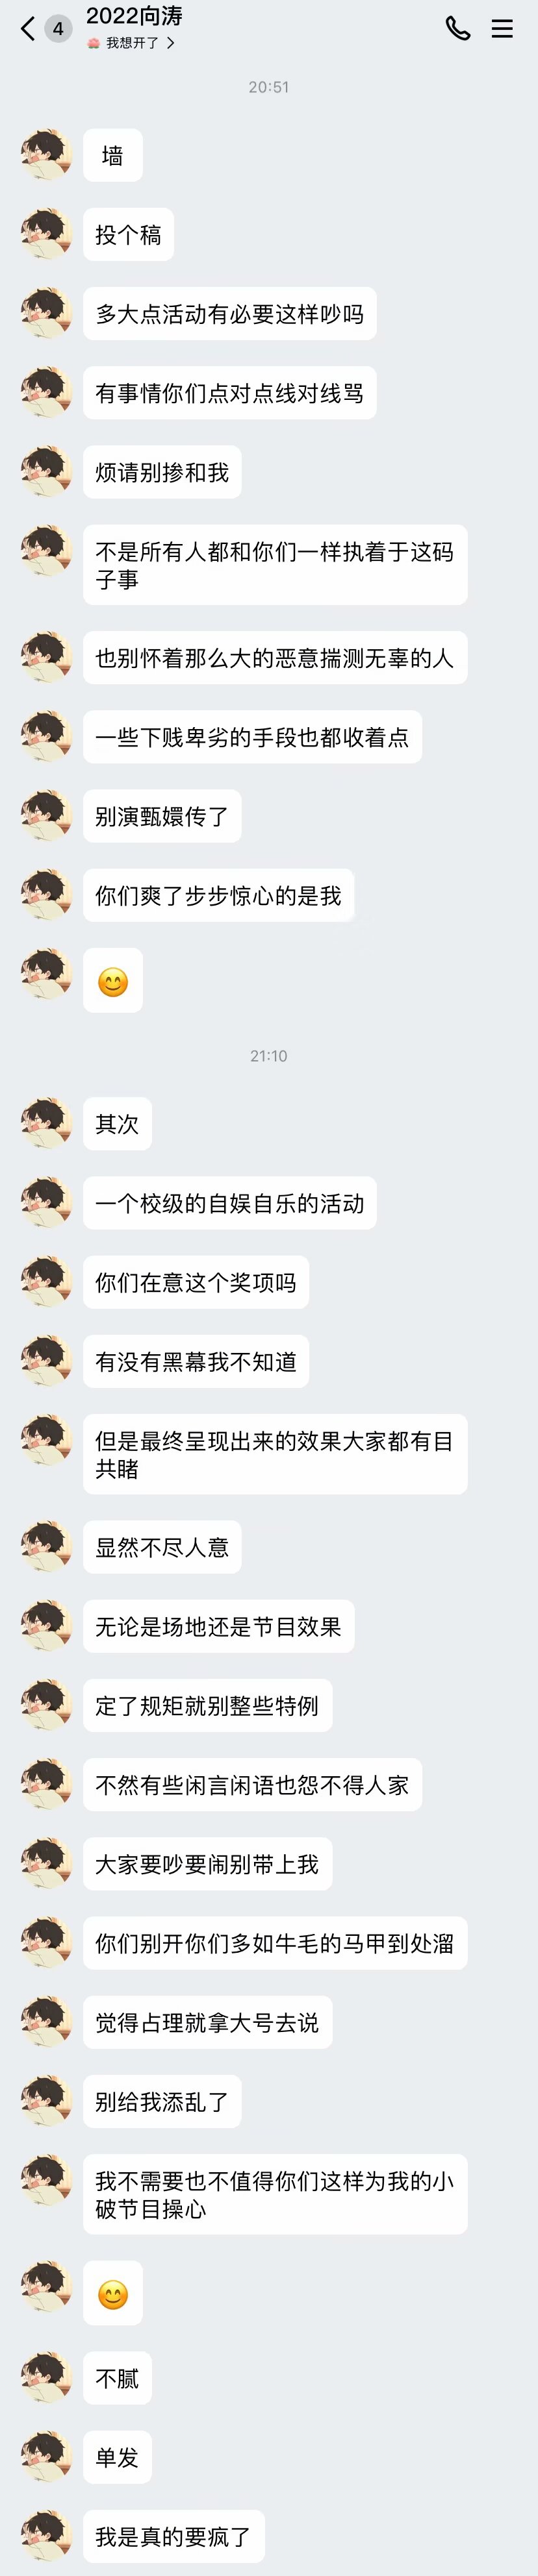 4
2022向涛
我想开了
20:51
墙
投个稿
多大点活动有必要这样吵吗
有事情你们点对点线对线骂
烦请别掺和我
不是所有人都和你们一样执着于这码
子事
也别怀着那么大的恶意揣测无辜的人
一些下贱卑劣的手段也都收着点
别演甄嬛传了
你们爽了步步惊心的是我
😊
21:10
其次
一个校级的自娱自乐的活动
你们在意这个奖项吗
有没有黑幕我不知道
但是最终呈现出来的效果大家都有目
共睹
显然不尽人意
无论是场地还是节目效果
定了规矩就别整些特例
不然有些闲言闲语也怨不得人家
大家要吵要闹别带上我
你们别开你们多如牛毛的马甲到处溜
觉得占理就拿大号去说
别给我添乱了
我不需要也不值得你们这样为我的小
破节目操心
😊
不腻
单发
我是真的要疯了